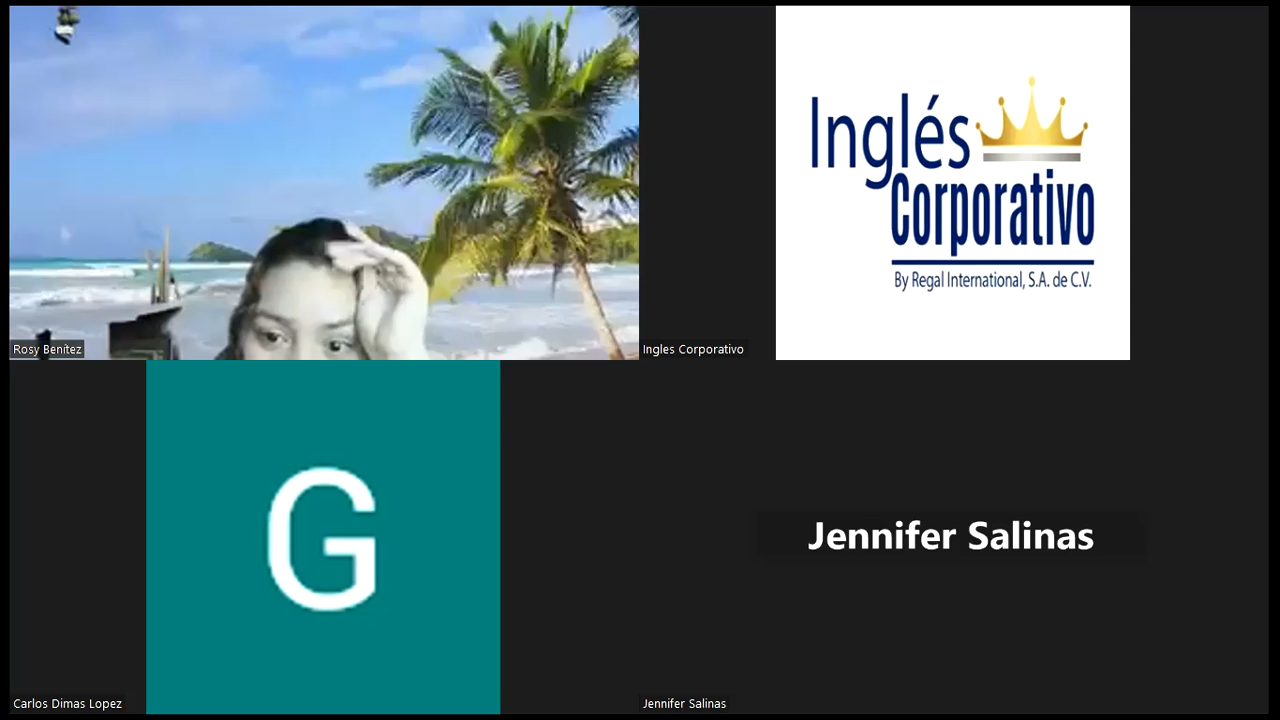 Inglés
Corporativo
By Regal International, S.A. de C.V.
Rosy Benítez
Ingles Corporativo
G
Jennifer Salinas
Carlos Dimas Lopez
Jennifer Salinas